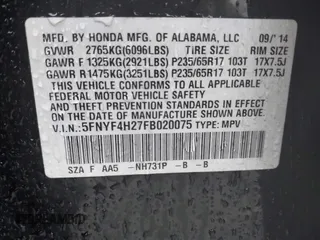 MFD. BY HONDA MFG. OF ALABAMA, LLC 09/'14
GVWR 2765KG(6096LBS) TIRE SIZE RIM SIZE
GAWR F 1325KG(2921LBS) P235/65R17 103T 17X7.5J
GAWR R 1475KG(3251LBS) P235/65R17 103T 17X7.5J
THIS VEHICLE CONFORMS TO ALL APPLICABLE
FEDERAL MOTOR VEHICLE SAFETY AND THEFT
PREVENTION STANDARDS IN EFFECT ON THE DATE
OF MANUFACTURE SHOWN ABOVE.
V.I.N.: 5FNYF4H27FB020075 TYPE: MPV
SZA F AA5 -NH731P -B -B